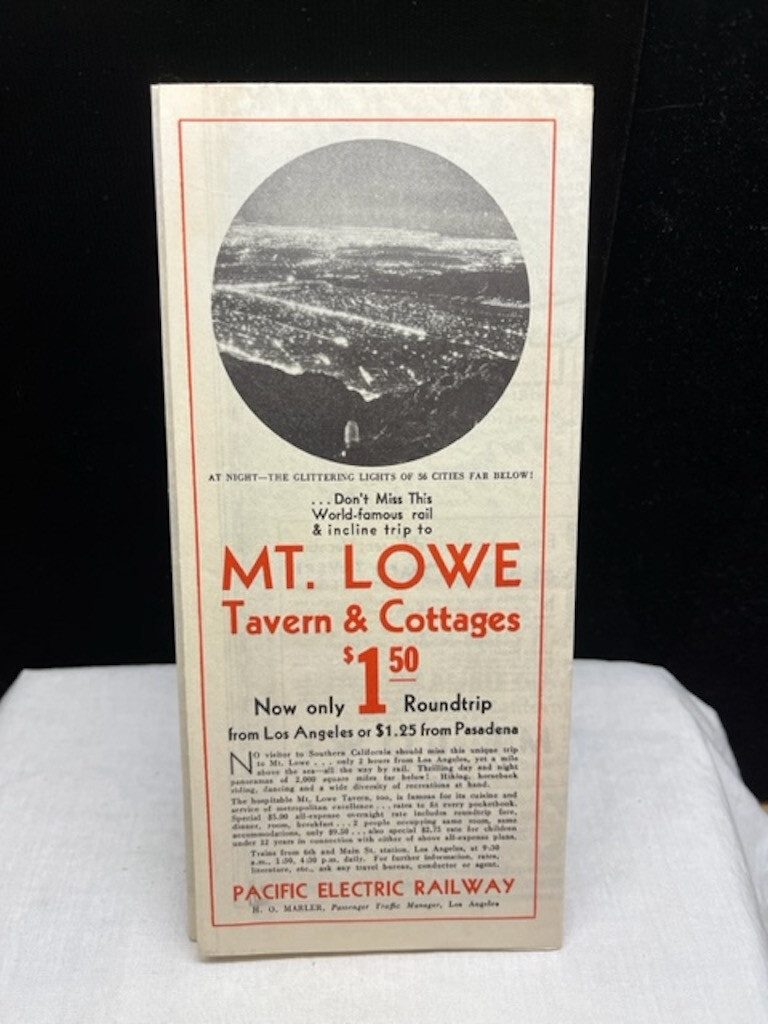 AT NIGHT—THE GLITTERING LIGHTS OF 56 CITIES FAR BELOW!
...Don't Miss This
World-famous rail
& incline trip to
MT. LOWE
Tavern & Cottages
$1.50
Now only Roundtrip
from Los Angeles or $1.25 from Pasadena
NO visitor to Southern California should miss this unique trip
to Mt. Lowe . . . only 2 hours from Los Angeles, yet a mile
above the sea—all the way by rail. Thrilling day and night
panoramas of 2,000 square miles far below! Hiking, horseback
riding, dancing and a wide diversity of recreations at hand.
The hospitable Mt. Lowe Tavern, too, is famous for its cuisine and
service of metropolitan excellence . . . rates to fit every pocketbook.
Special $5.00 all-expense overnight rate includes roundtrip fare,
dinner, room, breakfast . . . 2 people occupying same room, same
accommodations, only $9.50 . . . also special $2.75 rate for children
under 12 years in connection with either of above all-expense plans.
Trains from 6th and Main St. station, Los Angeles, at 9:30
a.m., 1:30, 4:30 p.m. daily. For further information, rates,
literature, etc., ask any travel bureau, conductor or agent.
PACIFIC ELECTRIC RAILWAY
H. O. MARLER, Passenger Traffic Manager, Los Angeles